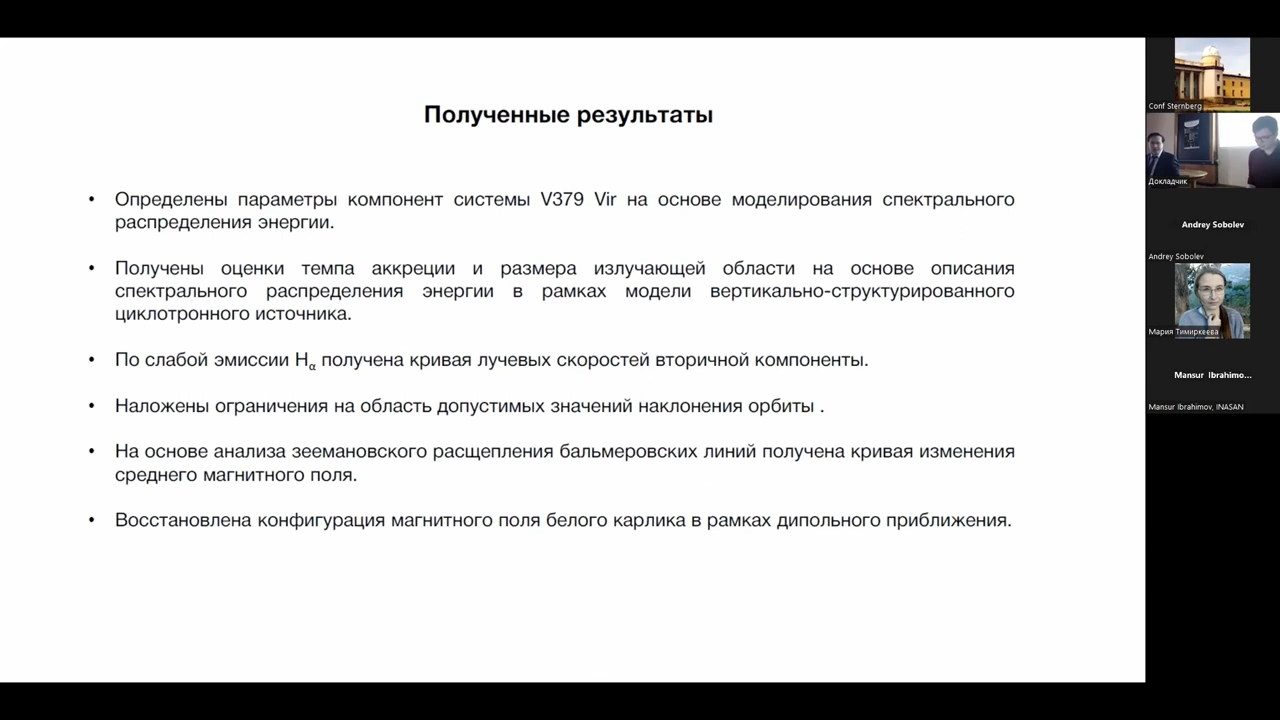 Полученные результаты
• Определены параметры компонент системы V379 Vir на основе моделирования спектрального
распределения энергии.
• Получены оценки темпа аккреции и размера излучающей области на основе описания
спектрального распределения энергии в рамках модели вертикально-структурированного
циклотронного источника.
• По слабой эмиссии Hα получена кривая лучевых скоростей вторичной компоненты.
• Наложены ограничения на область допустимых значений наклонения орбиты .
• На основе анализа зеемановского расщепления бальмеровских линий получена кривая изменения
среднего магнитного поля.
• Восстановлена конфигурация магнитного поля белого карлика в рамках дипольного приближения.
Conf Sternberg
Докладчик
Andrey Sobolev
Andrey Sobolev
Мария Тимиркеева
Mansur Ibrahimo...
Mansur Ibrahimov, INASAN